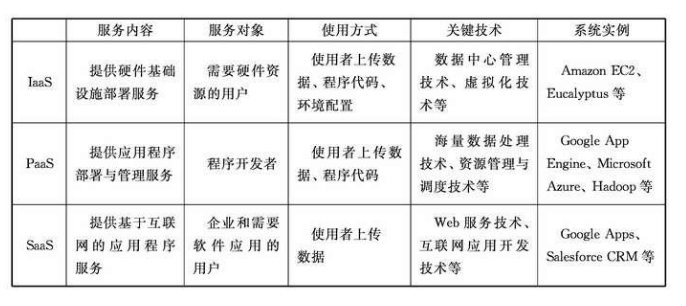 服务内容 服务对象 使用方式 关键技术 系统实例
IaaS
提供硬件基础
设施部署服务
需要硬件资
源的用户
使用者上传数
据、程序代码、
环境配置
数据中心管理
技术、虚拟化技
术等
Amazon EC2、
Eucalyptus 等
PaaS
提供应用程序
部署与管理服务
程序开发者
使用者上传数
据、程序代码
海量数据处理
技术、资源管理与
调度技术等
Google App
Engine、Microsoft
Azure、Hadoop 等
SaaS
提供基于互联
网的应用程序
服务
企业和需要
软件应用的
用户
使用者上传
数据
Web 服务技术、
互联网应用开发
技术等
Google Apps、
Salesforce CRM 等